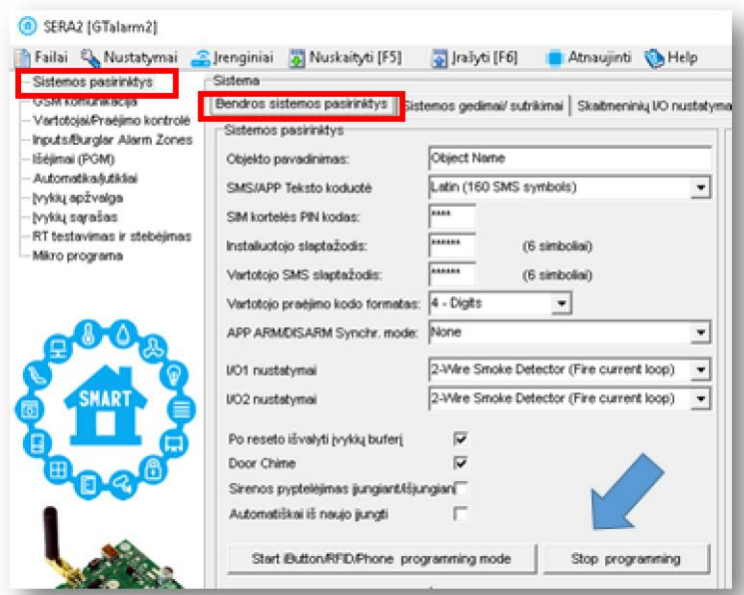 SERA2 [GTalarm2]
Failai Nustatymai Įrenginiai Nuskaityti [F5] Įrašyti [F6] Atnaujinti Help
Sistemos pasirinktys
GSM komunikacija
Vartotojai/Praėjimo kontrolė
Inputs/Burglar Alarm Zones
Išėjimai (PGM)
Automatika/jutikliai
Įvykių apžvalga
Įvykių sąrašas
RT testavimas ir stebėjimas
Mikro programa
SMART
Sistema
Bendros sistemos pasirinktys Sistemos gedimai/ sutrikimai Skaitmeninių I/O nustatyma
Sistemos pasirinktys
Objekto pavadinimas: Object Name
SMS/APP Teksto koduotė Latin (160 SMS symbols)
SIM kortelės PIN kodas: ****
Instaliuotojo slaptažodis: ****** (6 simboliai)
Vartotojo SMS slaptažodis: ****** (6 simboliai)
Vartotojo praėjimo kodo formatas: 4 - Digits
APP ARM/DISARM Synchr. mode: None
I/O1 nustatymai 2-Wire Smoke Detector (Fire current loop)
I/O2 nustatymai 2-Wire Smoke Detector (Fire current loop)
Po reseto išvalyti įvykių buferį
Door Chime
Sirenos pyptelėjimas įjungiant/išjungian
Automatiškai iš naujo įjungti
Start iButton/RFID/Phone programming mode Stop programming